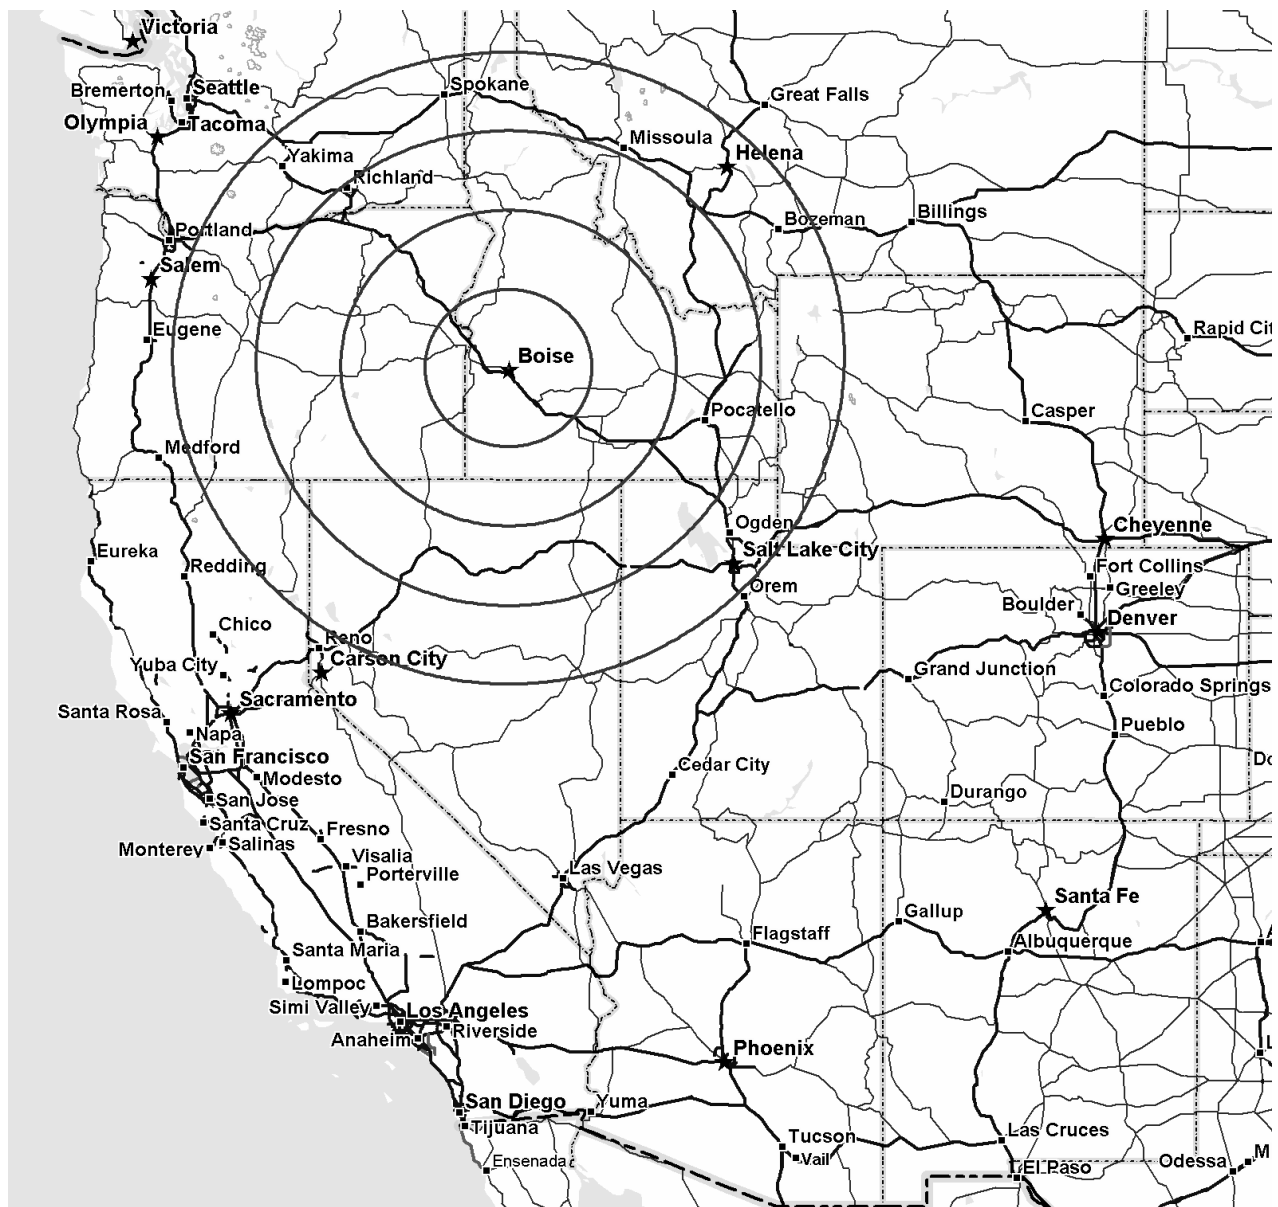 Victoria
Spokane
Bremerton
Seattle
Great Falls
Olympia
Tacoma
Missoula
Helena
Yakima
Richland
Portland
Bozeman
Billings
Salem
Eugene
Rapid Cit
Boise
Pocatello
Casper
Medford
Ogden
Cheyenne
Eureka
Salt Lake City
Redding
Fort Collins
Orem
Greeley
Boulder
Chico
Denver
Reno
Yuba City
Carson City
Grand Junction
Colorado Springs
Santa Rosa
Sacramento
Pueblo
Napa
San Francisco
Cedar City
Do
Modesto
Durango
San Jose
Santa Cruz
Fresno
Monterey
Salinas
Visalia
Las Vegas
Porterville
Santa Fe
Gallup
Bakersfield
Flagstaff
Albuquerque
A
Santa Maria
Lompoc
Simi Valley
Los Angeles
Anaheim
Riverside
Phoenix
L
San Diego
Yuma
Tijuana
Tucson
Las Cruces
Vail
Ensenada
El Paso
Odessa
M